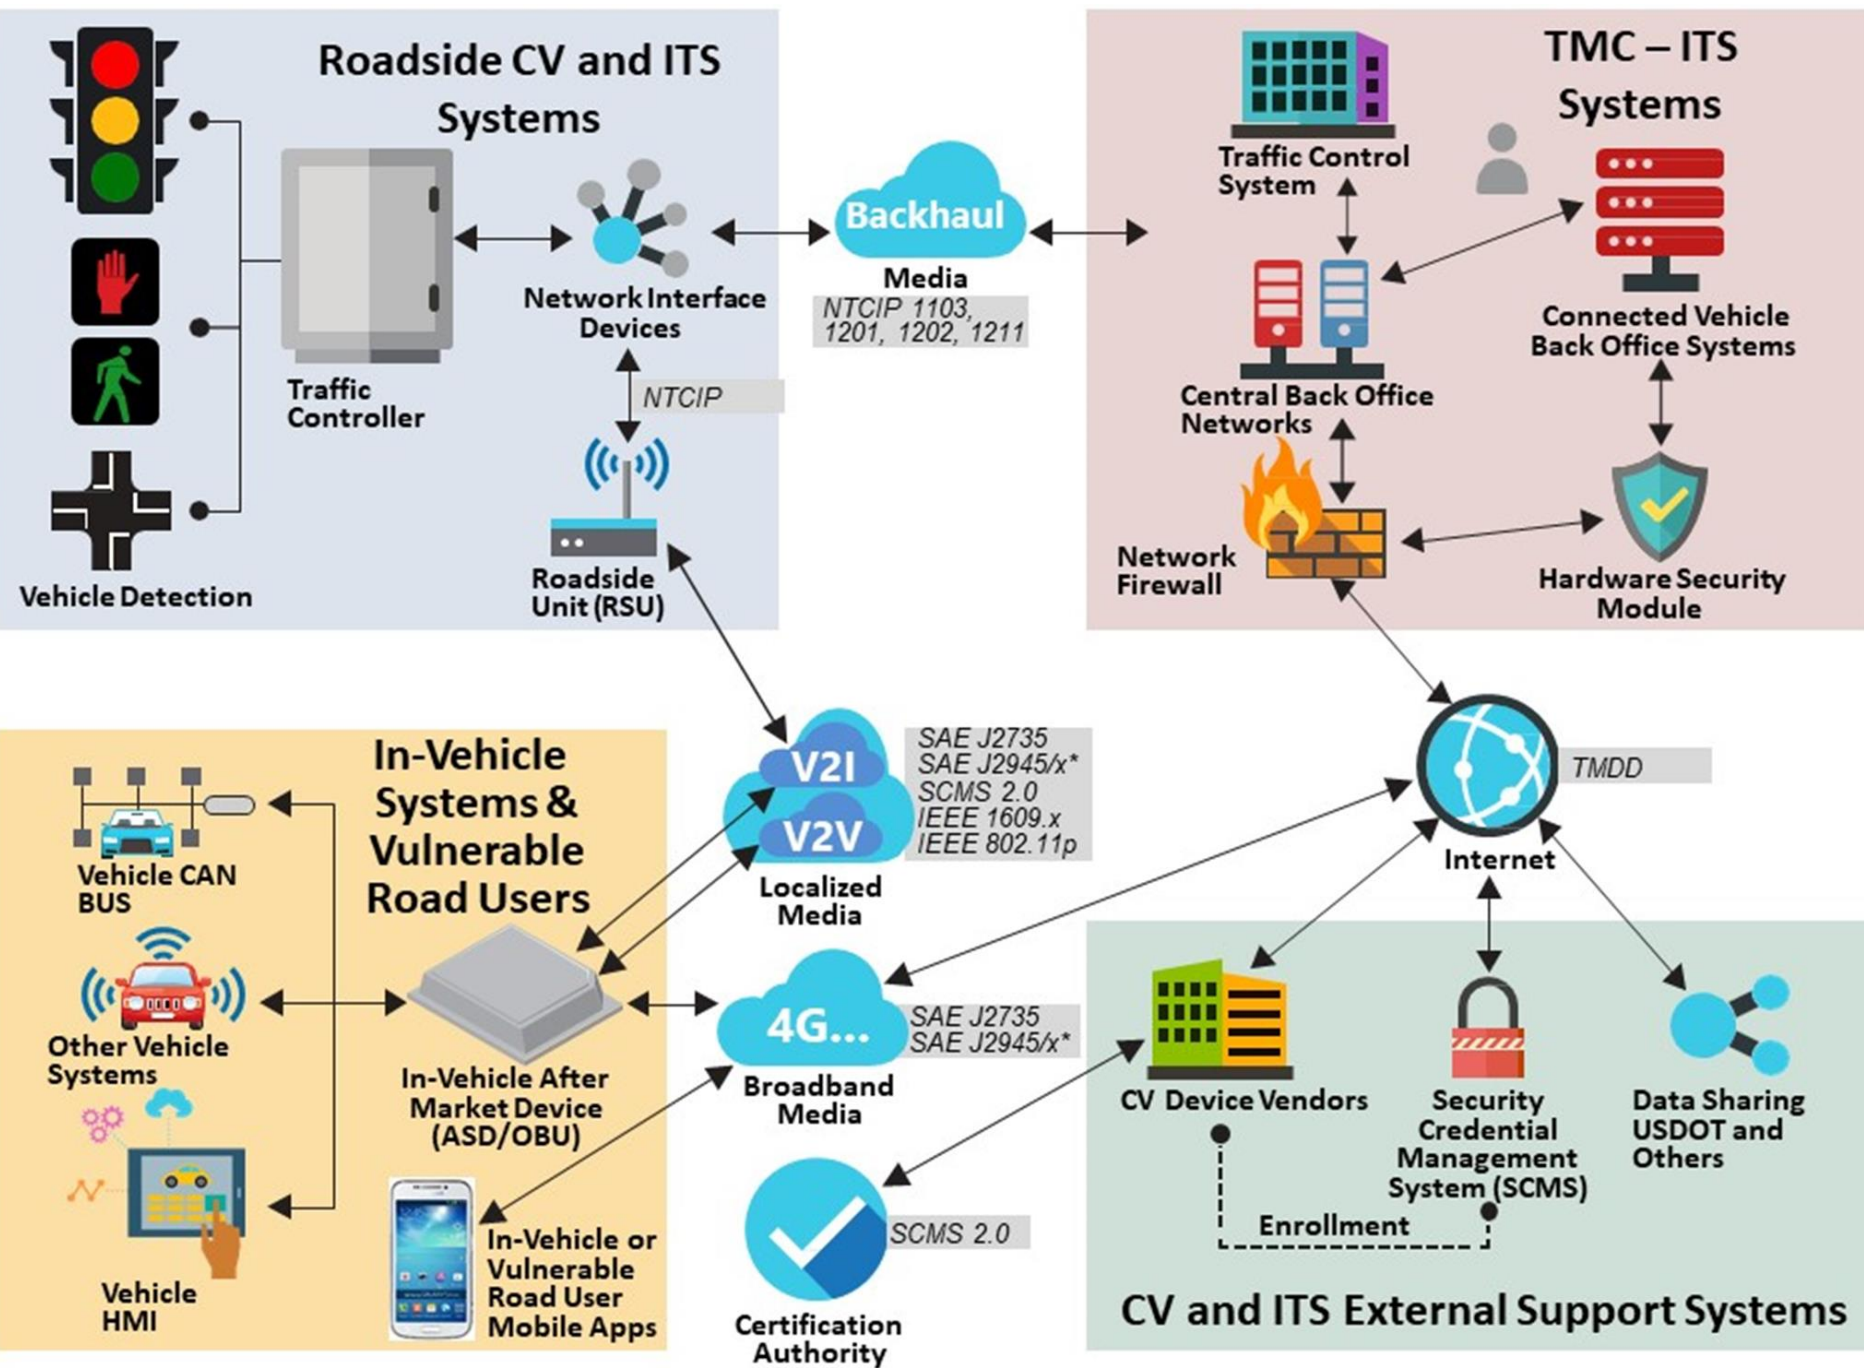 Roadside CV and ITS
Systems
Traffic
Controller
Network Interface
Devices
NTCIP
Roadside
Unit (RSU)
Vehicle Detection
Backhaul
Media
NTCIP 1103,
1201, 1202, 1211
TMC – ITS
Systems
Traffic Control
System
Connected Vehicle
Back Office Systems
Central Back Office
Networks
Network
Firewall
Hardware Security
Module
In-Vehicle
Systems &
Vulnerable
Road Users
Vehicle CAN
BUS
Other Vehicle
Systems
Vehicle
HMI
In-Vehicle After
Market Device
(ASD/OBU)
In-Vehicle or
Vulnerable
Road User
Mobile Apps
V2I
V2V
Localized
Media
SAE J2735
SAE J2945/x*
SCMS 2.0
IEEE 1609.x
IEEE 802.11p
4G...
Broadband
Media
SAE J2735
SAE J2945/x*
SCMS 2.0
Certification
Authority
Internet
TMDD
CV Device Vendors
Security
Credential
Management
System (SCMS)
Data Sharing
USDOT and
Others
Enrollment
CV and ITS External Support Systems